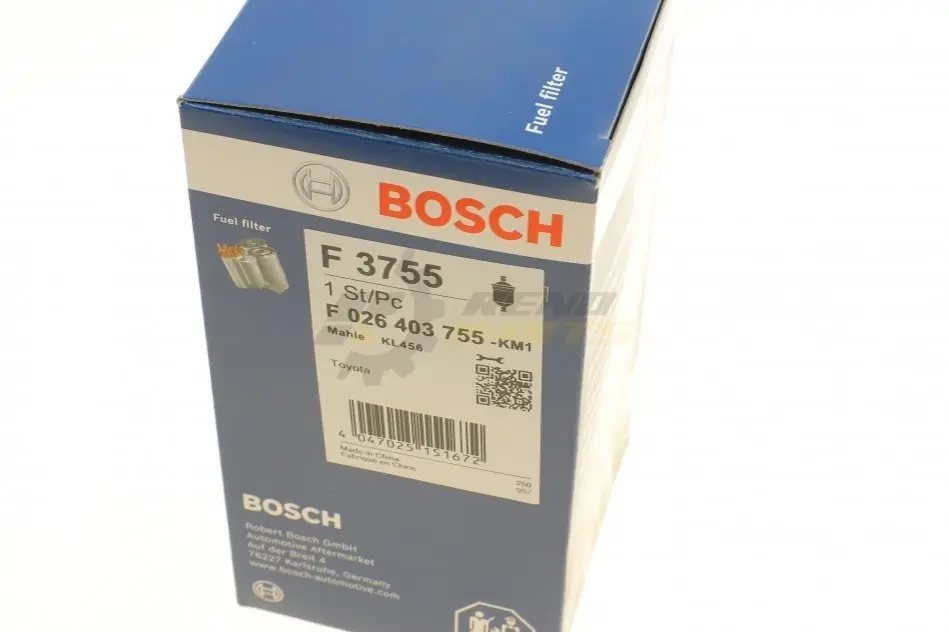 Fuel filter
BOSCH
Fuel filter
F 3755
1 St/Pc
F 026 403 755 -KM1
Mahle KL456
Toyota
4 047025 151672
Made in China
Fabriqué en Chine
BOSCH
Robert Bosch GmbH
Automotive Aftermarket
Auf der Breit 4
76227 Karlsruhe, Germany
www.bosch-automotive.com